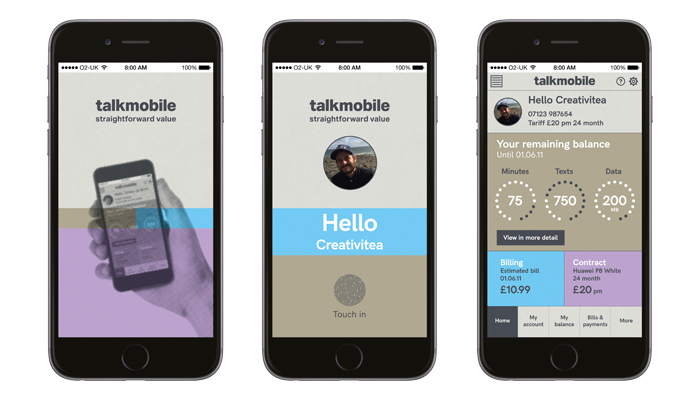 O2-UK 8:00 AM 100%
talkmobile
straightforward value
talkmobile
O2-UK 8:00 AM 100%
talkmobile
straightforward value
Hello
Creativitea
Touch in
O2-UK 8:00 AM 100%
talkmobile
Hello Creativitea
07123 987654
Tariff £20 pm 24 month
Your remaining balance
Until 01.06.11
Minutes Texts Data
75 750 200
MB
View in more detail
Billing
Estimated bill
01.06.11
£10.99
Contract
Huawei P8 White
24 month
£20 pm
Home
My
account
My
balance
Bills &
payments
More